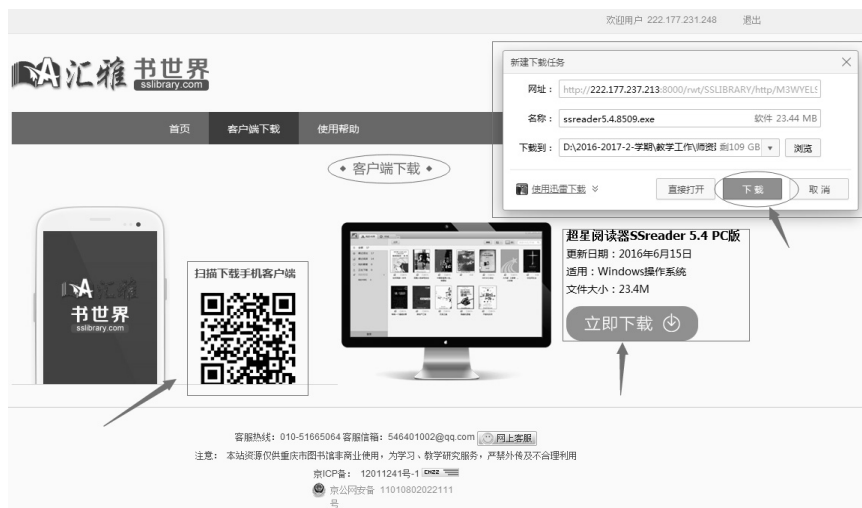 欢迎用户 222.177.231.248 退出
汇雅 书世界
sslibrary.com
首页 客户端下载 使用帮助
客户端下载
新建下载任务
网址: http://222.177.237.213:8000/rwt/SSLIBRARY/http/M3WYELS
名称: ssreader5.4.8509.exe 软件 23.44 MB
下载到: D:\2016-2017-2-学期\教学工作\师资 剩109 GB 浏览
使用迅雷下载 直接打开 下载 取消
汇雅
书世界
sslibrary.com
扫描下载手机客户端
超星阅读器SSreader 5.4 PC版
更新日期:2016年6月15日
适用:Windows操作系统
文件大小:23.4M
立即下载
客服热线:010-51665064 客服信箱:546401002@qq.com 网上客服
注意: 本站资源仅供重庆市图书馆非商业使用,为学习、教学研究服务,严禁外传及不合理利用
京ICP备: 12011241号-1 CNZZ
京公网安备 11010802022111
号